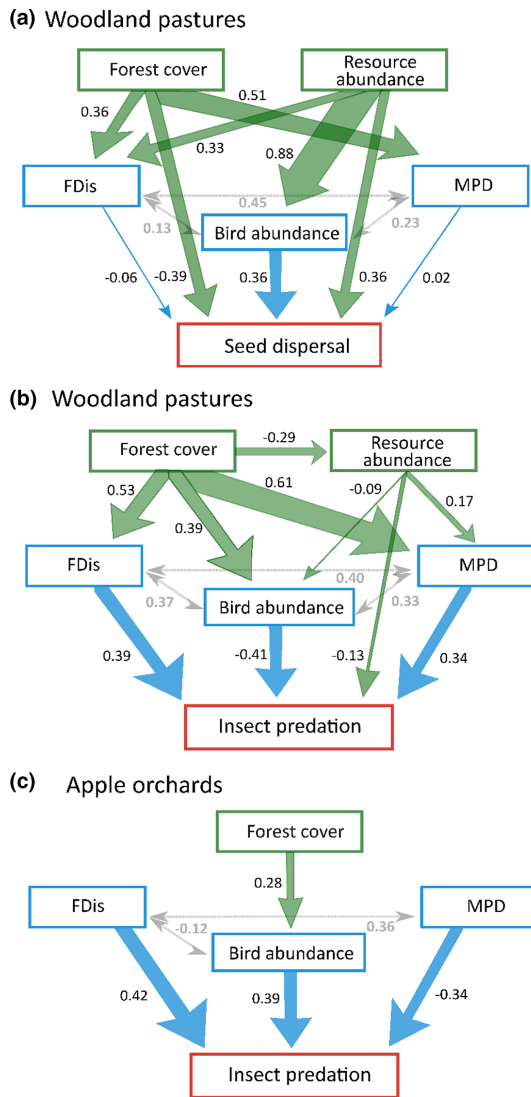 (a) Woodland pastures
Forest cover
Resource
abundance
0.36
0.51
0.33
0.88
FDis
MPD
0.45
0.13
0.23
Bird abundance
-0.06
-0.39
0.36
0.36
0.02
Seed dispersal
(b) Woodland pastures
Forest cover
-0.29
Resource
abundance
0.53
0.61
-0.09
0.17
0.39
FDis
MPD
0.40
0.37
0.33
Bird abundance
0.39
-0.41
-0.13
0.34
Insect predation
(c) Apple orchards
Forest cover
0.28
FDis
MPD
-0.12
0.36
Bird abundance
0.42
0.39
-0.34
Insect predation